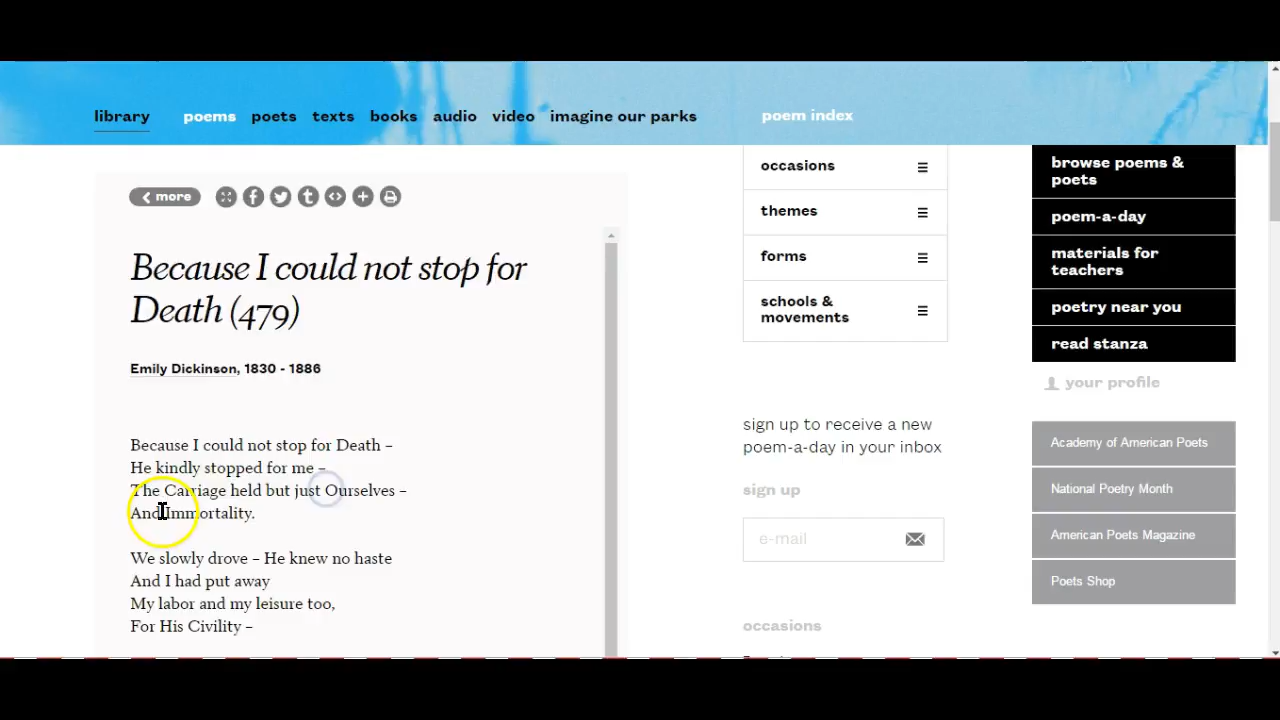 library poems poets texts books audio video imagine our parks poem index
more
Because I could not stop for
Death (479)
Emily Dickinson, 1830 - 1886
Because I could not stop for Death –
He kindly stopped for me –
The Carriage held but just Ourselves –
And Immortality.
We slowly drove – He knew no haste
And I had put away
My labor and my leisure too,
For His Civility –
occasions
themes
forms
schools &
movements
sign up to receive a new
poem-a-day in your inbox
sign up
e-mail
occasions
browse poems &
poets
poem-a-day
materials for
teachers
poetry near you
read stanza
your profile
Academy of American Poets
National Poetry Month
American Poets Magazine
Poets Shop